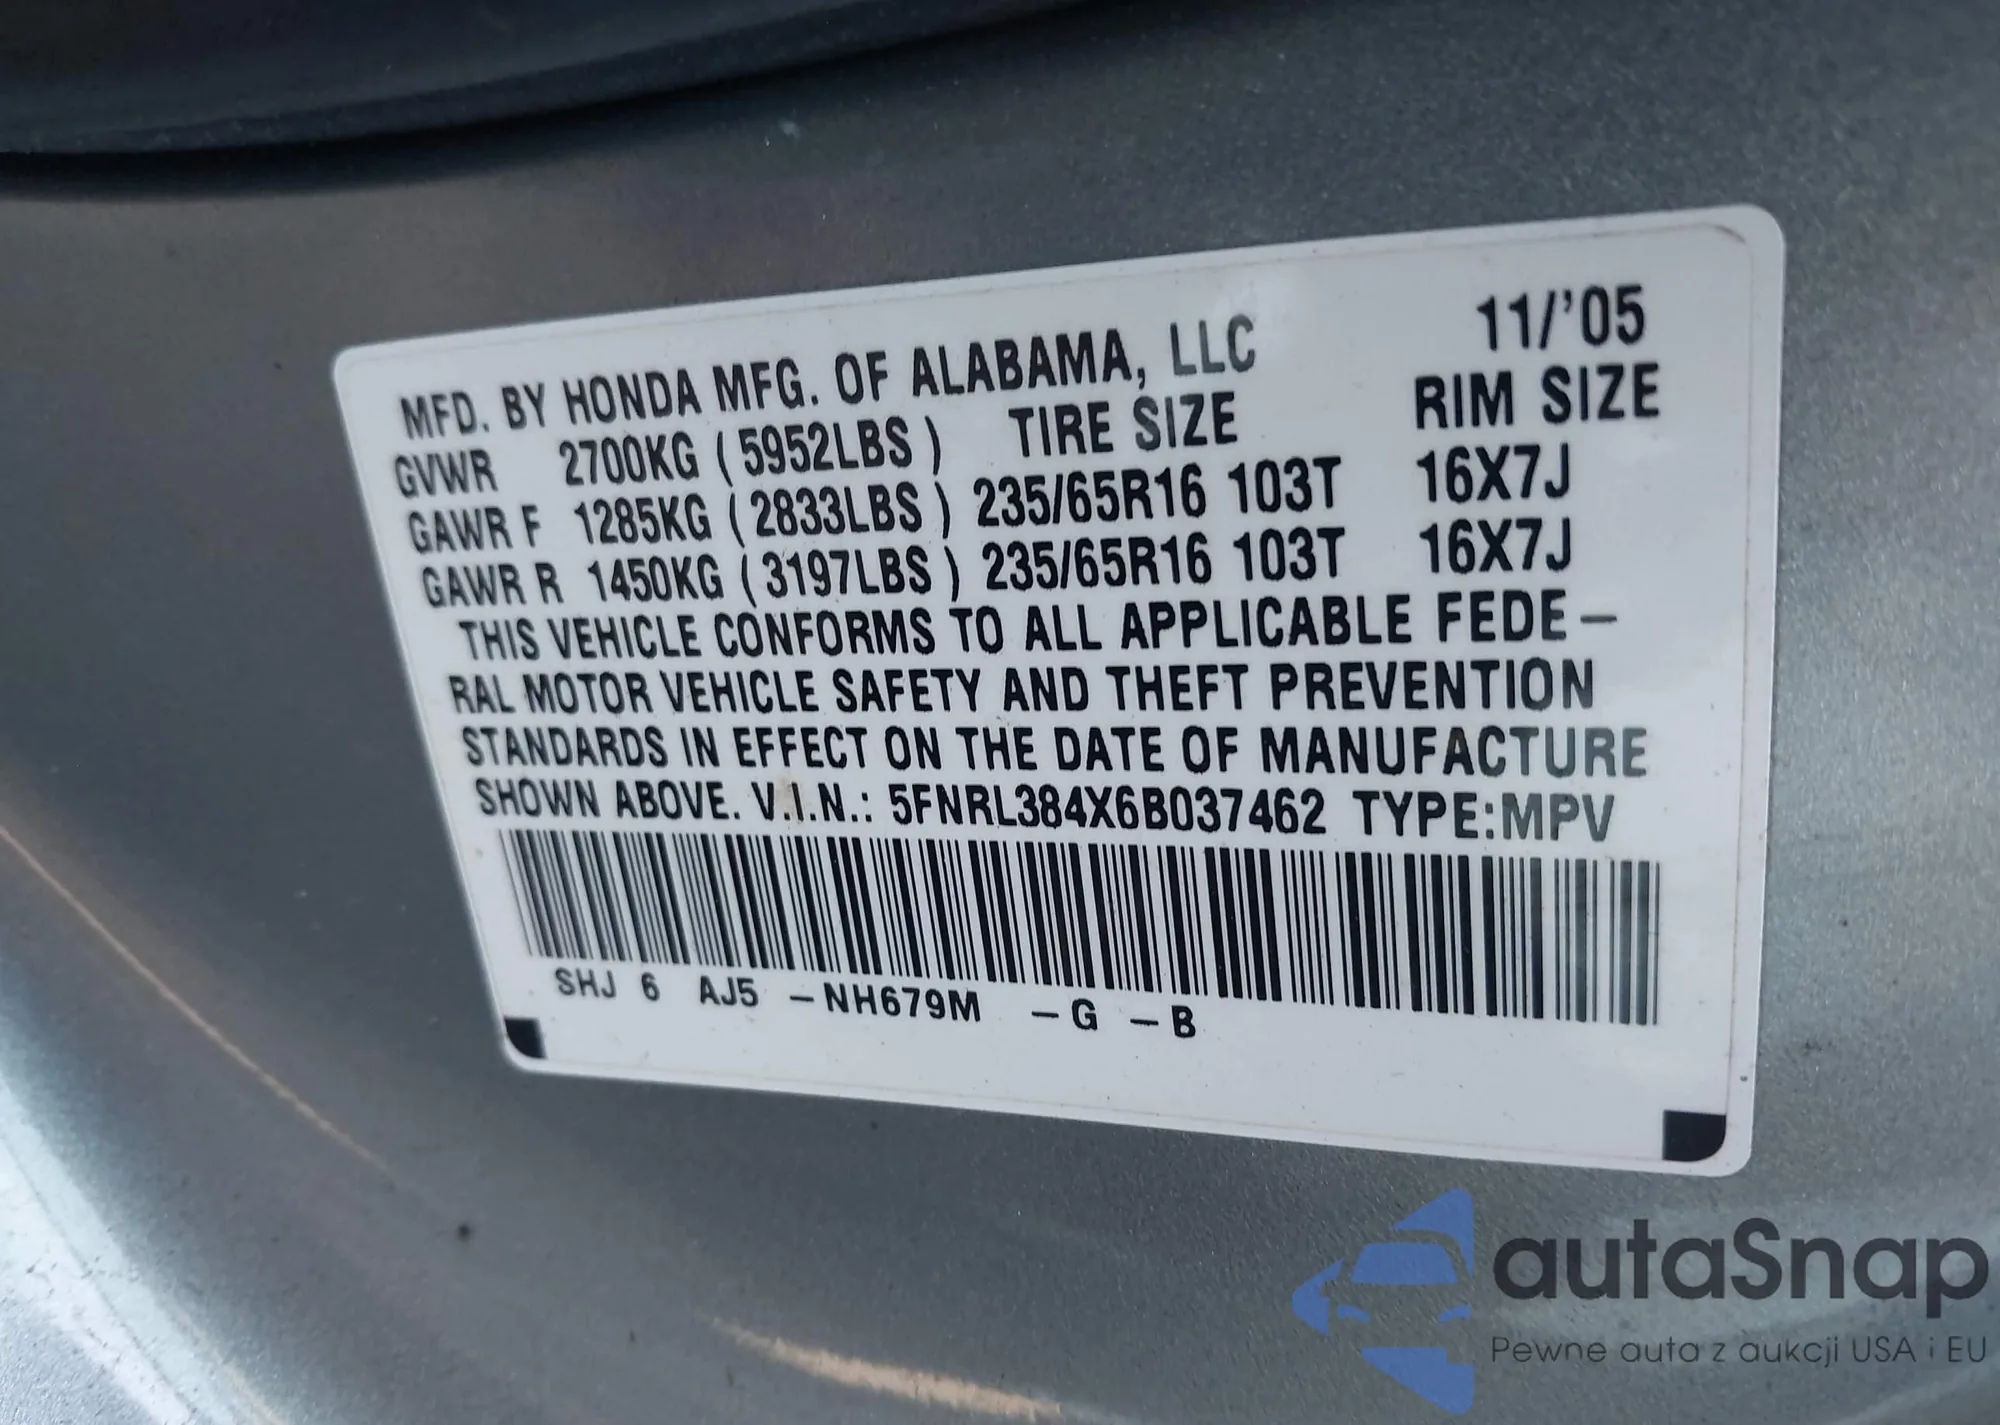 MFD. BY HONDA MFG. OF ALABAMA, LLC 11/'05
GVWR 2700KG ( 5952LBS ) TIRE SIZE RIM SIZE
GAWR F 1285KG ( 2833LBS ) 235/65R16 103T 16X7J
GAWR R 1450KG ( 3197LBS ) 235/65R16 103T 16X7J
THIS VEHICLE CONFORMS TO ALL APPLICABLE FEDE-
RAL MOTOR VEHICLE SAFETY AND THEFT PREVENTION
STANDARDS IN EFFECT ON THE DATE OF MANUFACTURE
SHOWN ABOVE. V.I.N.: 5FNRL384X6B037462 TYPE:MPV
SHJ 6 AJ5 -NH679M -G -B
autaSnap
Pewne auta z aukcji USA i EU